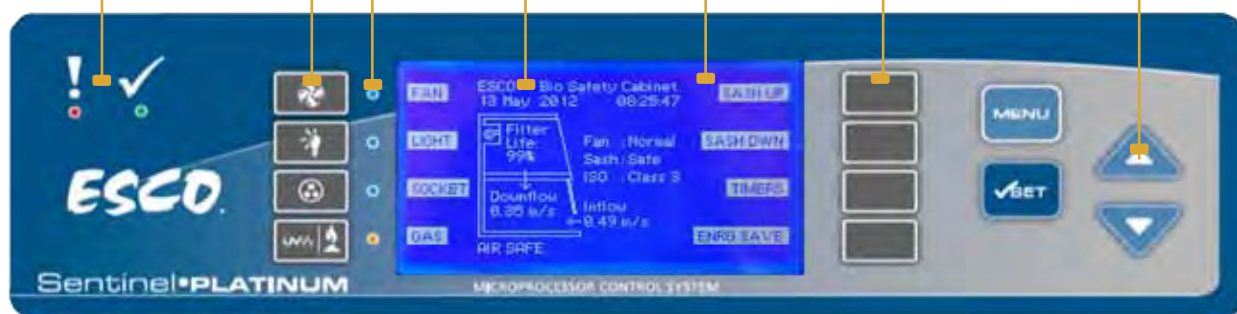 ESCO
Sentinel•PLATINUM
UV
FAN
LIGHT
SOCKET
GAS
Bio Safety Cabinet
13 May 2012 08:25:47
Filter
Life:
99%
Fan :Normal
Sash:Safe
ISO :Class 3
Downflow
0.35 m/s
Inflow
0.49 m/s
AIR SAFE
SASH UP
SASH DWN
TIMERS
ENRG SAVE
MENU
SET
MICROPROCESSOR CONTROL SYSTEM